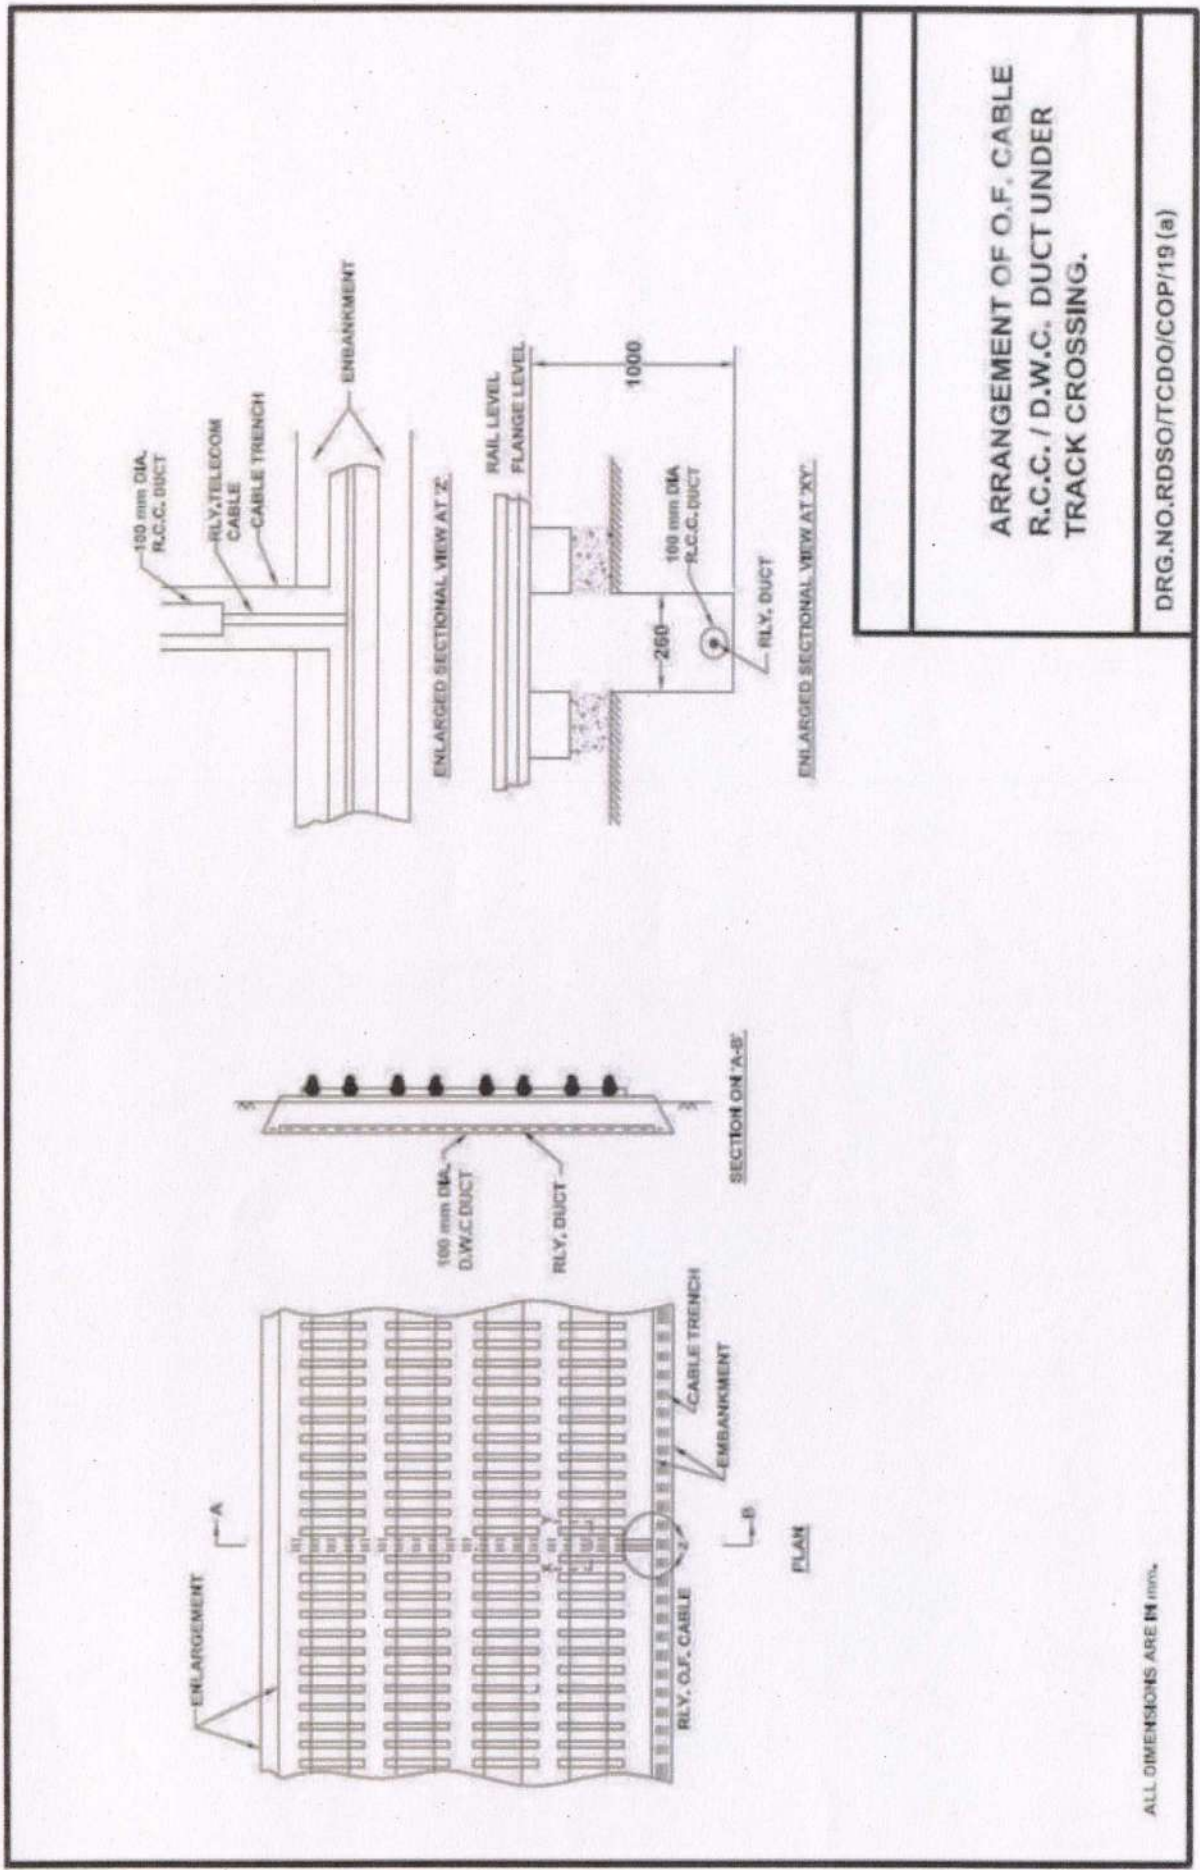 ENLARGEMENT
A
RLY. O.F. CABLE
X
Y
Z
B
CABLE TRENCH
EMBANKMENT
PLAN
100 mm DIA.
D.W.C DUCT
RLY. DUCT
SECTION ON 'A-B'
100 mm DIA.
R.C.C. DUCT
RLY. TELECOM
CABLE
CABLE TRENCH
ENBANKMENT
ENLARGED SECTIONAL VIEW AT 'Z'.
RAIL LEVEL
FLANGE LEVEL
1000
260
100 mm DIA
R.C.C. DUCT
RLY. DUCT
ENLARGED SECTIONAL VIEW AT 'XY'.
ALL DIMENSIONS ARE IN mm.
ARRANGEMENT OF O.F. CABLE
R.C.C. / D.W.C. DUCT UNDER
TRACK CROSSING.
DRG.NO.RDSO/TCDO/COP/19 (a)